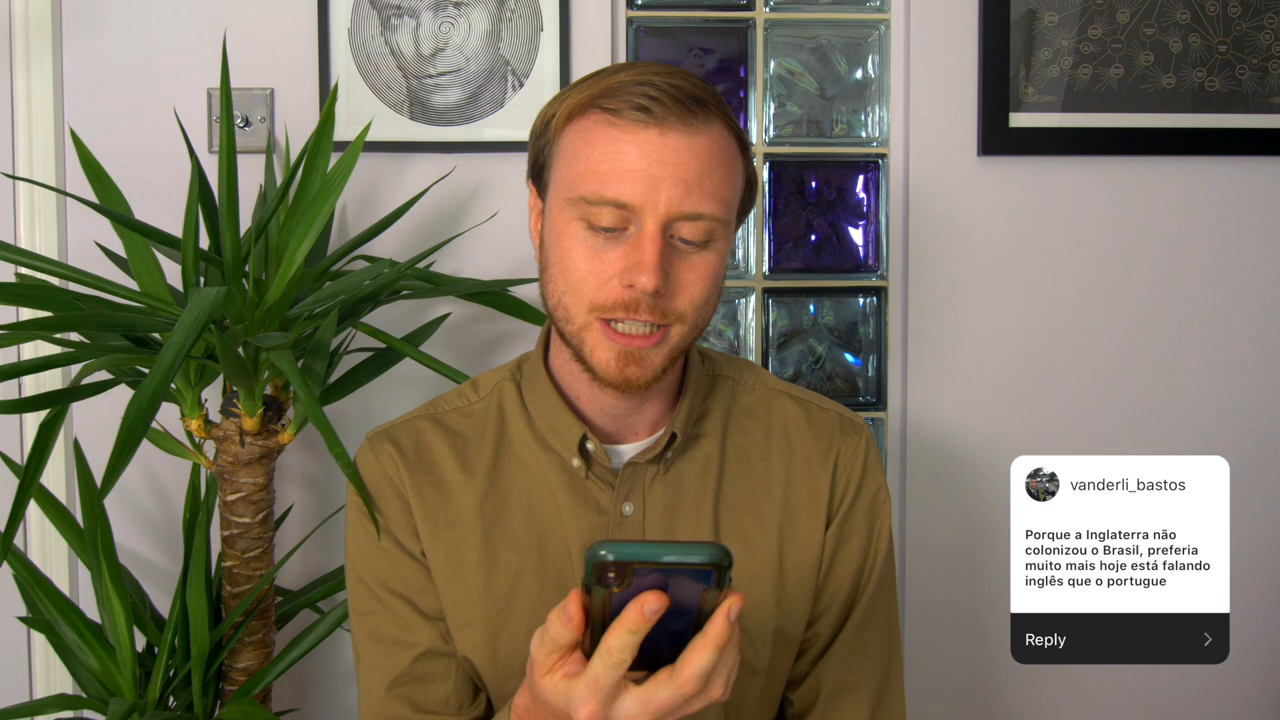 vanderli_bastos
Porque a Inglaterra não
colonizou o Brasil, preferia
muito mais hoje está falando
inglês que o portugue
Reply